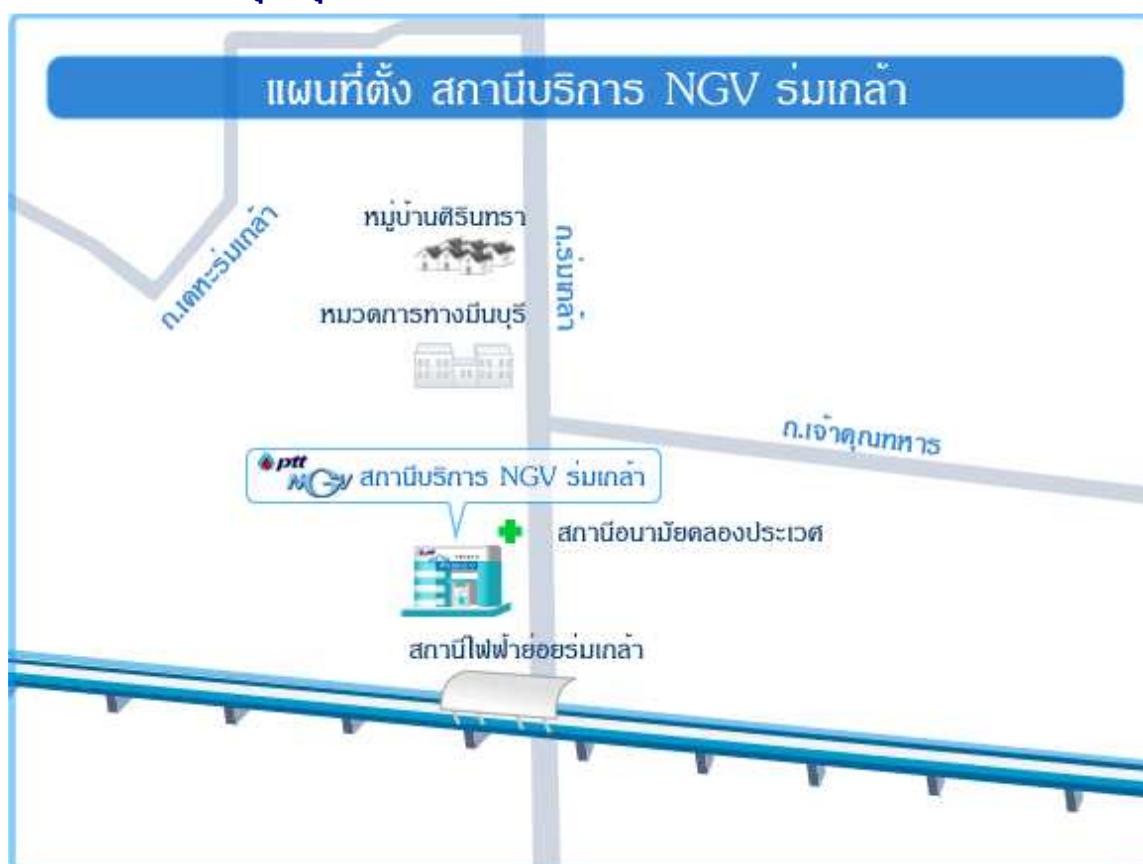 แผนที่ตั้ง สถานีบริการ NGV ร่มเกล้า
หมู่บ้านศิรินทรา
ถ.ร่มเกล้า
ถ.เคหะร่มเกล้า
หมวดการทางมีนบุรี
ถ.เจ้าคุณทหาร
ptt
NGV สถานีบริการ NGV ร่มเกล้า
สถานีอนามัยคลองประเวศ
สถานีไฟฟ้าย่อยร่มเกล้า